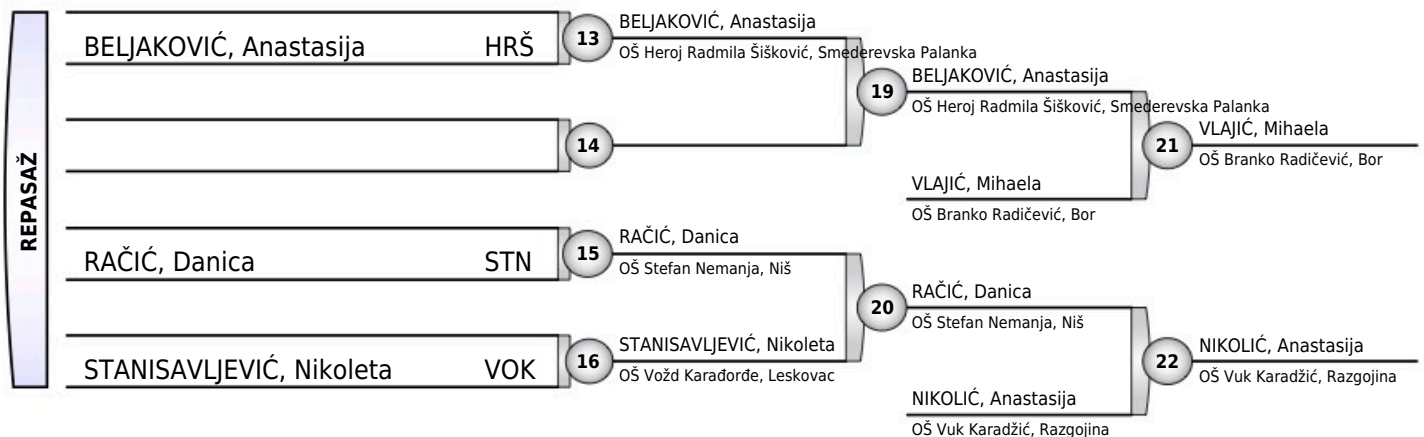 REPASAŽ
BELJAKOVIĆ, Anastasija HRŠ
13
BELJAKOVIĆ, Anastasija
OŠ Heroj Radmila Šišković, Smederevska Palanka
14
19
BELJAKOVIĆ, Anastasija
OŠ Heroj Radmila Šišković, Smederevska Palanka
VLAJIĆ, Mihaela
OŠ Branko Radičević, Bor
21
VLAJIĆ, Mihaela
OŠ Branko Radičević, Bor
RAČIĆ, Danica STN
15
RAČIĆ, Danica
OŠ Stefan Nemanja, Niš
STANISAVLJEVIĆ, Nikoleta VOK
16
STANISAVLJEVIĆ, Nikoleta
OŠ Vožd Karađorđe, Leskovac
20
RAČIĆ, Danica
OŠ Stefan Nemanja, Niš
NIKOLIĆ, Anastasija
OŠ Vuk Karadžić, Razgojina
22
NIKOLIĆ, Anastasija
OŠ Vuk Karadžić, Razgojina